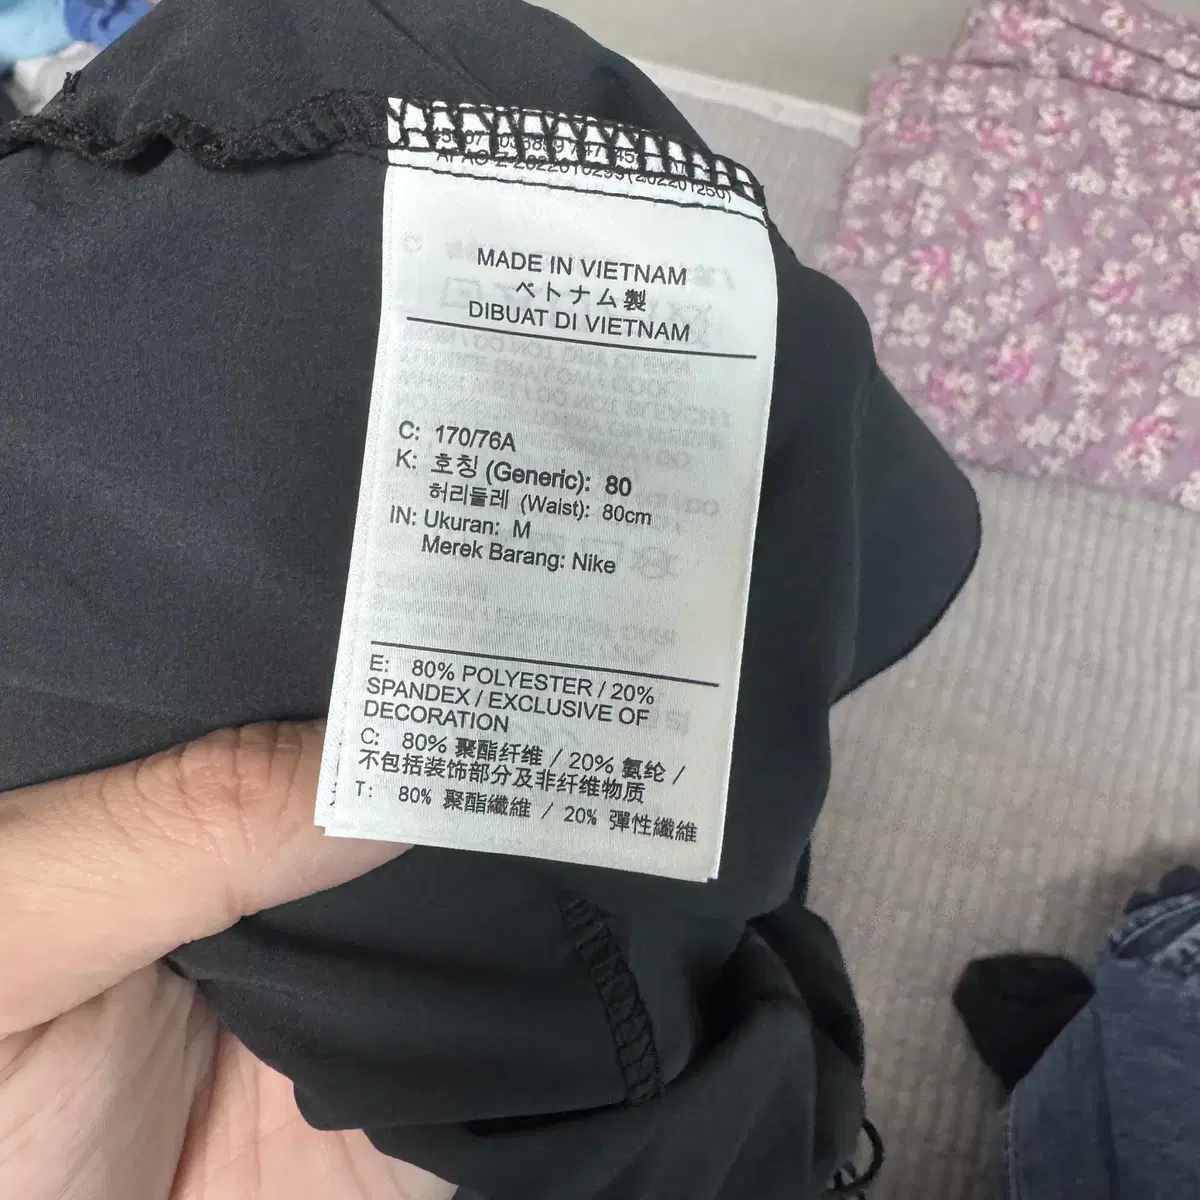 MADE IN VIETNAM
ベトナム製
DIBUAT DI VIETNAM
C: 170/76A
K: 호칭 (Generic): 80
허리둘레 (Waist): 80cm
IN: Ukuran: M
Merek Barang: Nike
E: 80% POLYESTER / 20%
SPANDEX / EXCLUSIVE OF
DECORATION
C: 80% 聚酯纤维 / 20% 氨纶 /
不包括装饰部分及非纤维物质
T: 80% 聚酯纖維 / 20% 彈性纖維